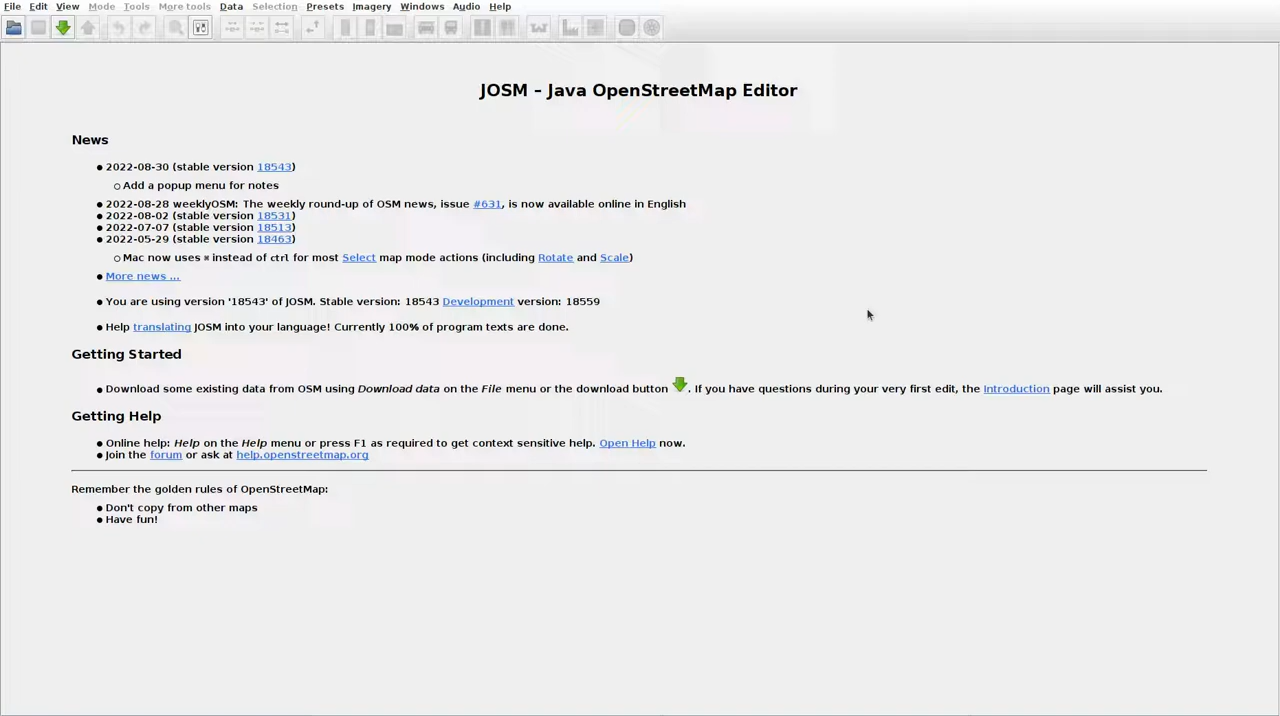 File Edit View Mode Tools More tools Data Selection Presets Imagery Windows Audio Help
JOSM – Java OpenStreetMap Editor
News
2022-08-30 (stable version 18543)
Add a popup menu for notes
2022-08-28 weeklyOSM: The weekly round-up of OSM news, issue #631, is now available online in English
2022-08-02 (stable version 18531)
2022-07-07 (stable version 18513)
2022-05-29 (stable version 18463)
Mac now uses ⌘ instead of ctrl for most Select map mode actions (including Rotate and Scale)
More news ...
You are using version '18543' of JOSM. Stable version: 18543 Development version: 18559
Help translating JOSM into your language! Currently 100% of program texts are done.
Getting Started
Download some existing data from OSM using Download data on the File menu or the download button . If you have questions during your very first edit, the Introduction page will assist you.
Getting Help
Online help: Help on the Help menu or press F1 as required to get context sensitive help. Open Help now.
Join the forum or ask at help.openstreetmap.org
Remember the golden rules of OpenStreetMap:
Don't copy from other maps
Have fun!